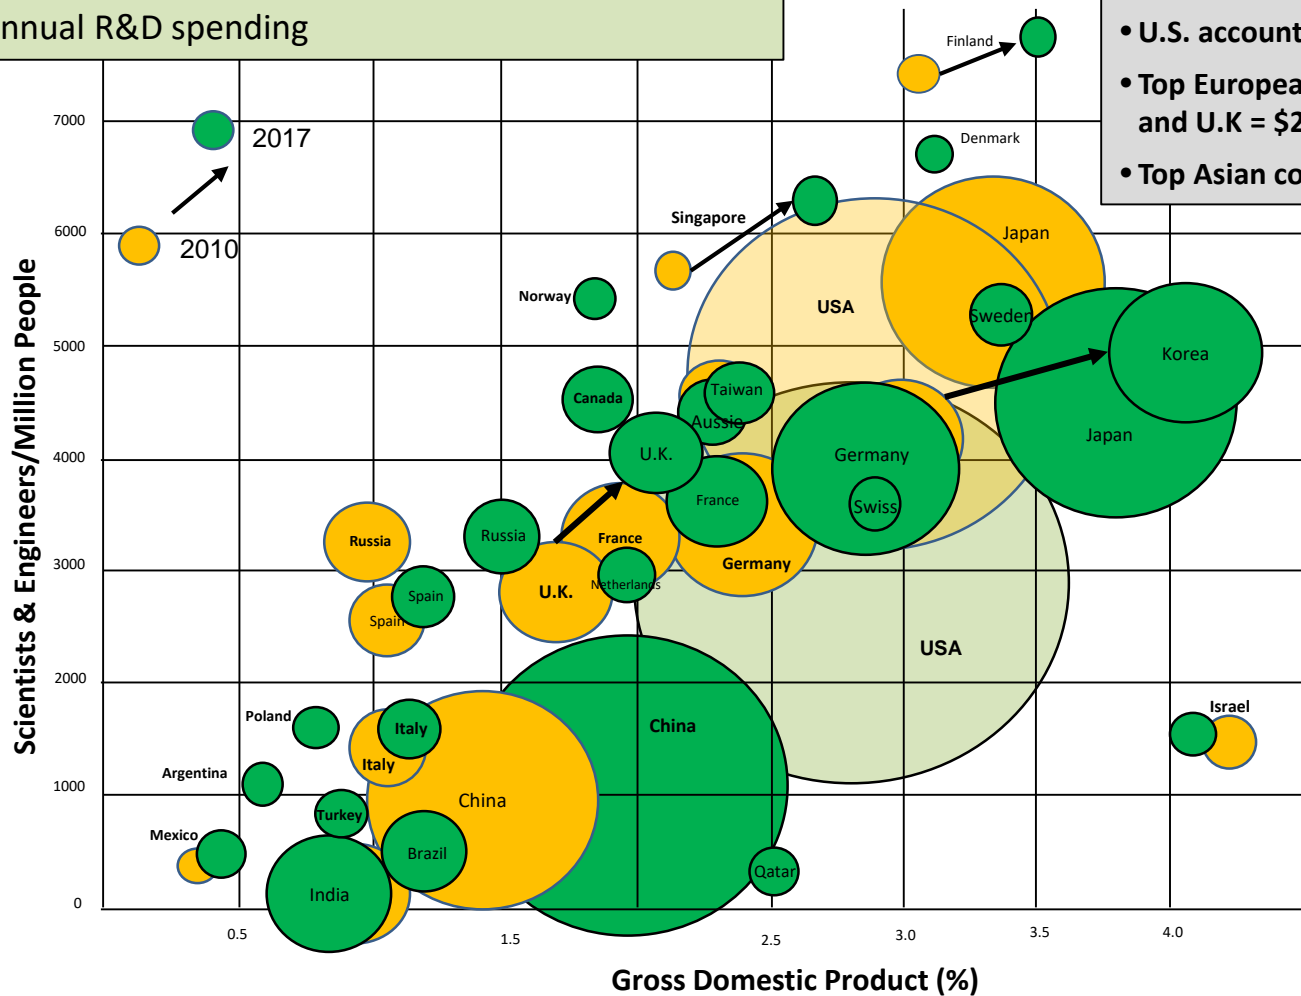 nnual R&D spending
• U.S. account
• Top Europea
and U.K = $2
• Top Asian co
Finland
7000
2017
Denmark
Singapore
6000
Japan
2010
Norway
USA
Sweden
5000
Korea
Canada
Taiwan
Aussie
Japan
4000
U.K.
Germany
France
Swiss
Russia
Russia
France
Germany
3000
Netherlands
U.K.
Spain
Spain
USA
2000
Poland
Italy
China
Italy
Argentina
1000
China
Turkey
Mexico
Brazil
Qatar
India
0
0.5
1.5
2.5
3.0
3.5
4.0
Israel
Scientists & Engineers/Million People
Gross Domestic Product (%)